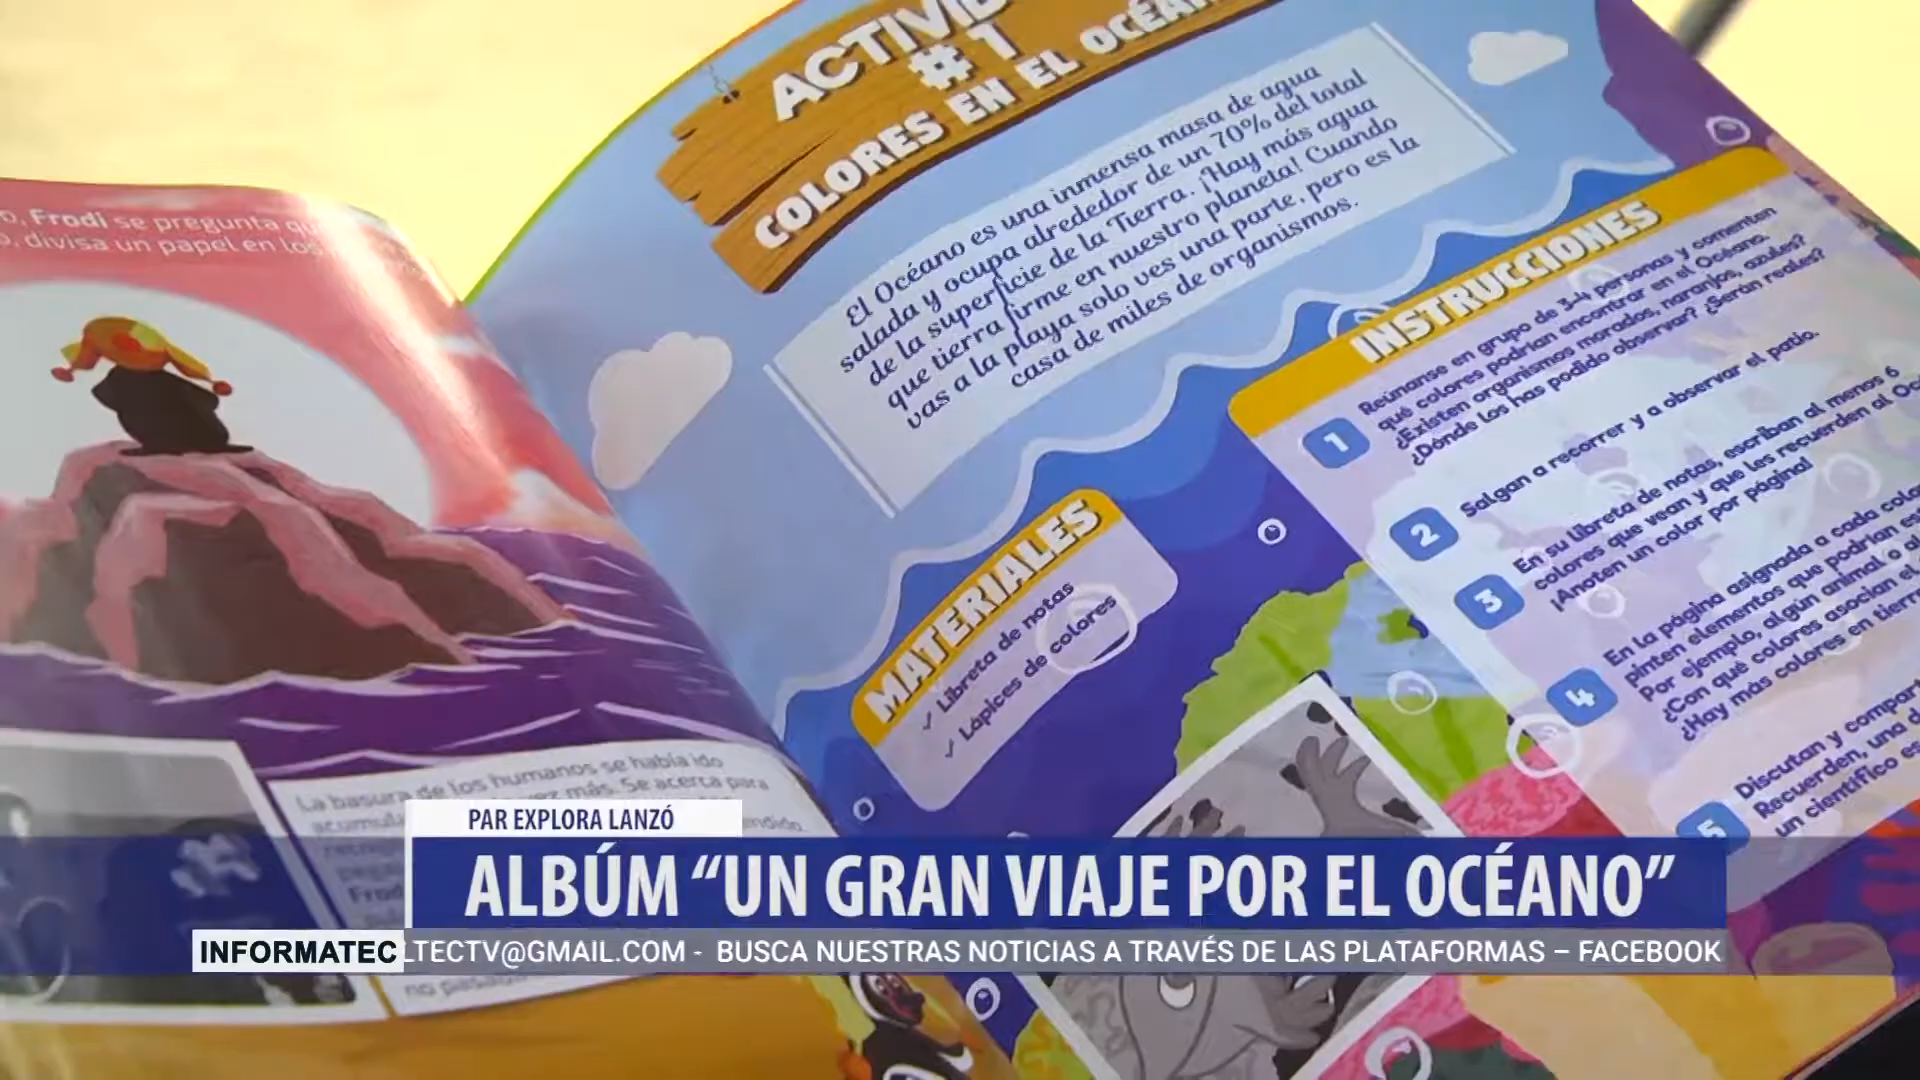 Frodi se pregunta
divisa un papel en los
La basura de los humanos se había ido
vez más. Se acerca para
ACTIVID
#1
COLORES EN EL OCÉAN
El Océano es una inmensa masa de agua
salada y ocupa alrededor de un 70% del total
de la superficie de la Tierra. ¡Hay más agua
que tierra firme en nuestro planeta! Cuando
vas a la playa solo ves una parte, pero es la
casa de miles de organismos.
MATERIALES
✓ Libreta de notas
✓ Lápices de colores
INSTRUCCIONES
1 Reúnanse en grupo de 3-4 personas y comenten
qué colores podrían encontrar en el Océano.
¿Existen organismos morados, naranjos, azules?
¿Dónde los has podido observar? ¿Serán reales?
2 Salgan a recorrer y a observar el patio.
3 En su libreta de notas, escriban al menos 6
colores que vean y que les recuerden al Oc
¡Anoten un color por página!
4 En la página asignada a cada colo
pinten elementos que podrían es
Por ejemplo, algún animal o al
¿Con qué colores asocian el
¿Hay más colores en tierr
5 Discutan y compart
Recuerden, una d
un científico es
PAR EXPLORA LANZÓ
ALBÚM “UN GRAN VIAJE POR EL OCÉANO”
INFORMATEC LTECTV@GMAIL.COM - BUSCA NUESTRAS NOTICIAS A TRAVÉS DE LAS PLATAFORMAS – FACEBOOK